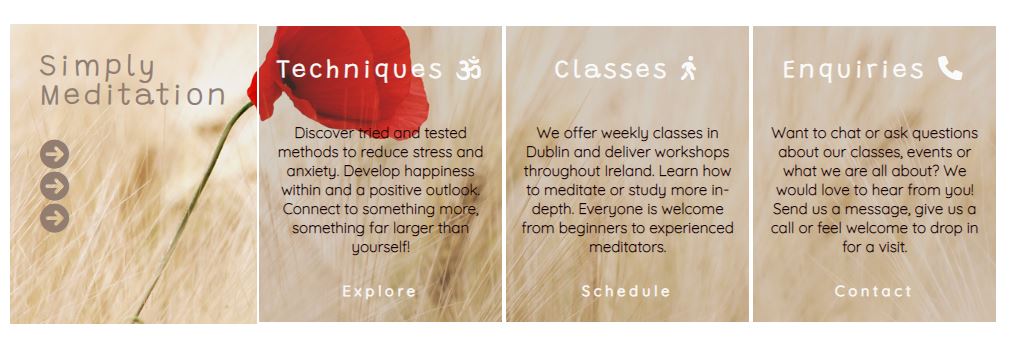 Simply
Meditation
Techniques ॐ
Discover tried and tested
methods to reduce stress and
anxiety. Develop happiness
within and a positive outlook.
Connect to something more,
something far larger than
yourself!
Explore
Classes
We offer weekly classes in
Dublin and deliver workshops
throughout Ireland. Learn how
to meditate or study more in-
depth. Everyone is welcome
from beginners to experienced
meditators.
Schedule
Enquiries
Want to chat or ask questions
about our classes, events or
what we are all about? We
would love to hear from you!
Send us a message, give us a
call or feel welcome to drop in
for a visit.
Contact